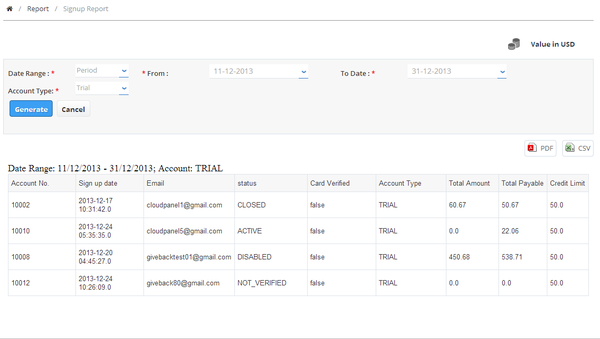 Report / Signup Report
Value in USD
Date Range : * Period * From : 11-12-2013 To Date : * 31-12-2013
Account Type: * Trial
Generate Cancel
PDF CSV
Date Range: 11/12/2013 - 31/12/2013; Account: TRIAL
Account No. Sign up date Email status Card Verified Account Type Total Amount Total Payable Credit Limit
10002 2013-12-17 10:31:42.0 cloudpanel1@gmail.com CLOSED false TRIAL 60.67 50.67 50.0
10010 2013-12-24 05:35:35.0 cloudpanel5@gmail.com ACTIVE false TRIAL 0.0 22.06 50.0
10008 2013-12-20 04:45:27.0 givebacktest01@gmail.com DISABLED false TRIAL 450.68 538.71 50.0
10012 2013-12-24 10:26:09.0 giveback80@gmail.com NOT_VERIFIED false TRIAL 0.0 0.0 50.0